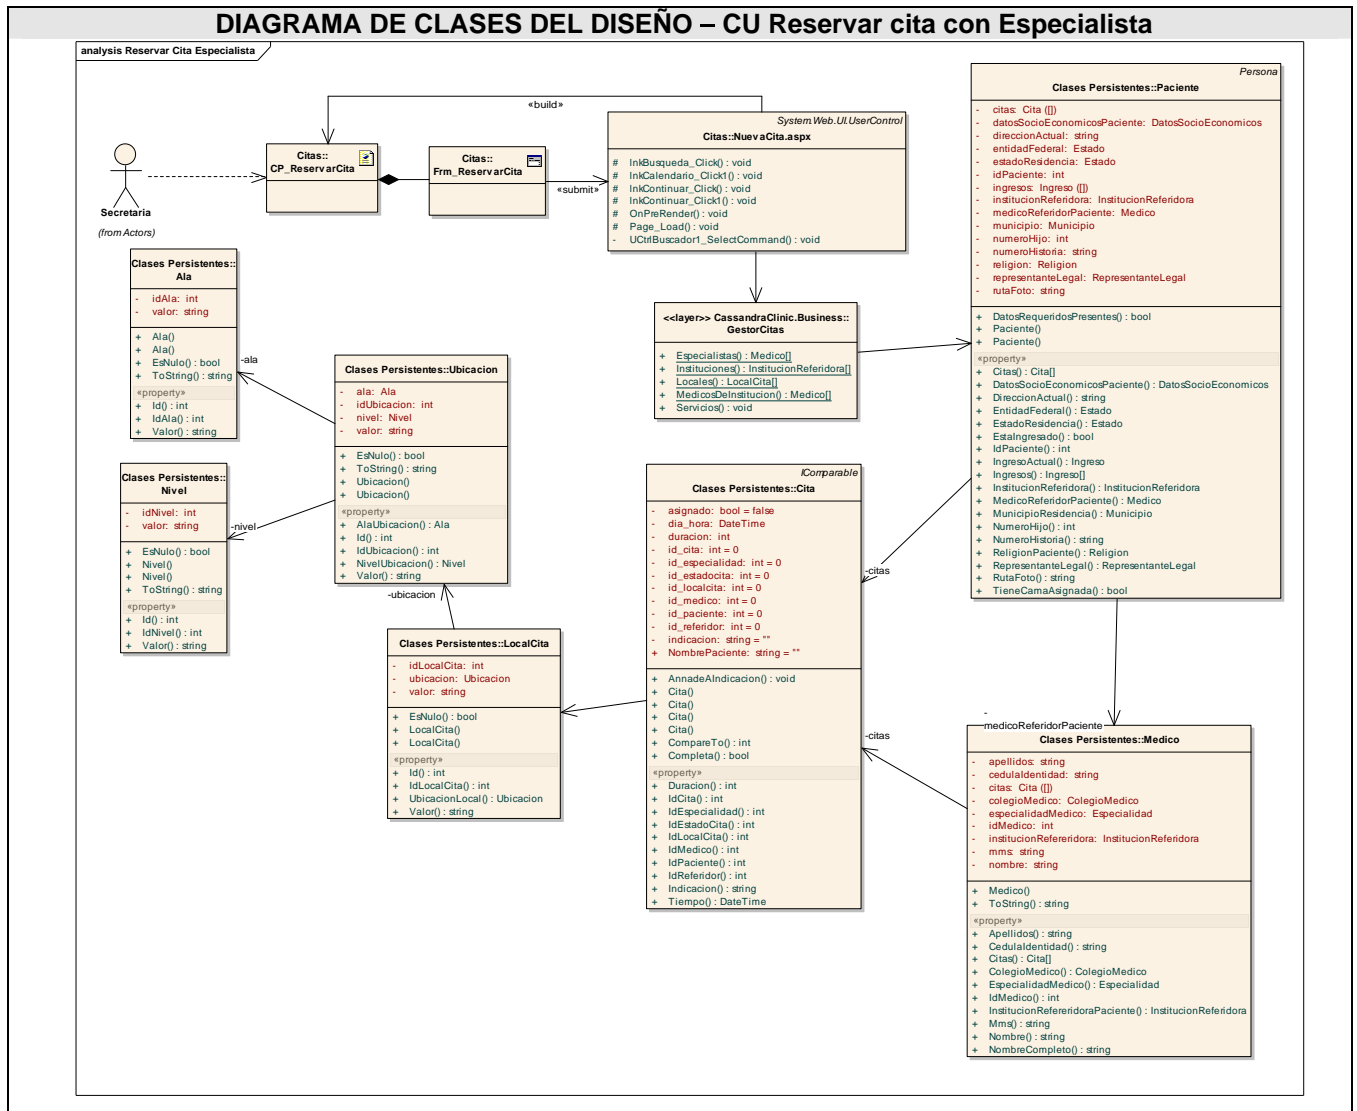 DIAGRAMA DE CLASES DEL DISEÑO – CU Reservar cita con Especialista
analysis Reservar Cita Especialista
Secretaria
(from Actors)
Citas::
CP_ReservarCita
Citas::
Frm_ReservarCita
«build»
«submit»
System.Web.UI.UserControl
Citas::NuevaCita.aspx
# lnkBusqueda_Click() : void
# lnkCalendario_Click1() : void
# lnkContinuar_Click() : void
# lnkContinuar_Click1() : void
# OnPreRender() : void
# Page_Load() : void
- UCtrlBuscador1_SelectCommand() : void
<<layer>> CassandraClinic.Business::
GestorCitas
+ Especialistas() : Medico[]
+ Instituciones() : InstitucionReferidora[]
+ Locales() : LocalCita[]
+ MedicosDeInstitucion() : Medico[]
+ Servicios() : void
Persona
Clases Persistentes::Paciente
- citas: Cita ([])
- datosSocioEconomicosPaciente: DatosSocioEconomicos
- direccionActual: string
- entidadFederal: Estado
- estadoResidencia: Estado
- idPaciente: int
- ingresos: Ingreso ([])
- institucionReferidora: InstitucionReferidora
- medicoReferidorPaciente: Medico
- municipio: Municipio
- numeroHijo: int
- numeroHistoria: string
- religion: Religion
- representanteLegal: RepresentanteLegal
- rutaFoto: string
+ DatosRequeridosPresentes() : bool
+ Paciente()
+ Paciente()
«property»
+ Citas() : Cita[]
+ DatosSocioEconomicosPaciente() : DatosSocioEconomicos
+ DireccionActual() : string
+ EntidadFederal() : Estado
+ EstadoResidencia() : Estado
+ EstaIngresado() : bool
+ IdPaciente() : int
+ IngresoActual() : Ingreso
+ Ingresos() : Ingreso[]
+ InstitucionReferidora() : InstitucionReferidora
+ MedicoReferidorPaciente() : Medico
+ MunicipioResidencia() : Municipio
+ NumeroHijo() : int
+ NumeroHistoria() : string
+ ReligionPaciente() : Religion
+ RepresentanteLegal() : RepresentanteLegal
+ RutaFoto() : string
+ TieneCamaAsignada() : bool
Clases Persistentes::
Ala
- idAla: int
- valor: string
+ Ala()
+ Ala()
+ EsNulo() : bool
+ ToString() : string
«property»
+ Id() : int
+ IdAla() : int
+ Valor() : string
-ala
Clases Persistentes::
Nivel
- idNivel: int
- valor: string
+ EsNulo() : bool
+ Nivel()
+ Nivel()
+ ToString() : string
«property»
+ Id() : int
+ IdNivel() : int
+ Valor() : string
-nivel
Clases Persistentes::Ubicacion
- ala: Ala
- idUbicacion: int
- nivel: Nivel
- valor: string
+ EsNulo() : bool
+ ToString() : string
+ Ubicacion()
+ Ubicacion()
«property»
+ AlaUbicacion() : Ala
+ Id() : int
+ IdUbicacion() : int
+ NivelUbicacion() : Nivel
+ Valor() : string
-ubicacion
Clases Persistentes::LocalCita
- idLocalCita: int
- ubicacion: Ubicacion
- valor: string
+ EsNulo() : bool
+ LocalCita()
+ LocalCita()
«property»
+ Id() : int
+ IdLocalCita() : int
+ UbicacionLocal() : Ubicacion
+ Valor() : string
IComparable
Clases Persistentes::Cita
- asignado: bool = false
- dia_hora: DateTime
- duracion: int
- id_cita: int = 0
- id_especialidad: int = 0
- id_estadocita: int = 0
- id_localcita: int = 0
- id_medico: int = 0
- id_paciente: int = 0
- id_referidor: int = 0
- indicacion: string = ""
+ NombrePaciente: string = ""
+ AnnadeAIndicacion() : void
+ Cita()
+ Cita()
+ Cita()
+ Cita()
+ CompareTo() : int
+ Completa() : bool
«property»
+ Duracion() : int
+ IdCita() : int
+ IdEspecialidad() : int
+ IdEstadoCita() : int
+ IdLocalCita() : int
+ IdMedico() : int
+ IdPaciente() : int
+ IdReferidor() : int
+ Indicacion() : string
+ Tiempo() : DateTime
-citas
-citas
-
medicoReferidorPaciente
Clases Persistentes::Medico
- apellidos: string
- cedulaIdentidad: string
- citas: Cita ([])
- colegioMedico: ColegioMedico
- especialidadMedico: Especialidad
- idMedico: int
- institucionRefereridora: InstitucionReferidora
- mms: string
- nombre: string
+ Medico()
+ ToString() : string
«property»
+ Apellidos() : string
+ CedulaIdentidad() : string
+ Citas() : Cita[]
+ ColegioMedico() : ColegioMedico
+ EspecialidadMedico() : Especialidad
+ IdMedico() : int
+ InstitucionRefereridoraPaciente() : InstitucionReferidora
+ Mms() : string
+ Nombre() : string
+ NombreCompleto() : string